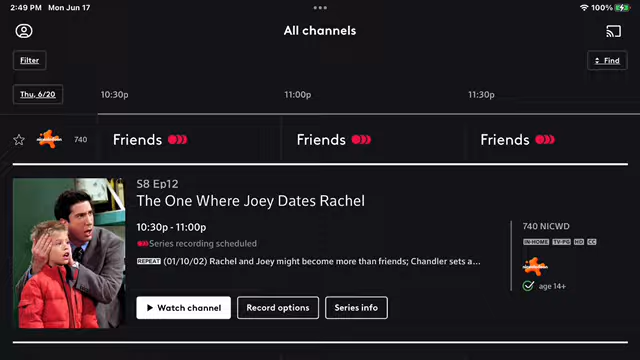 2:49 PM Mon Jun 17
100%
All channels
Filter
Find
Thu, 6/20
10:30p
11:00p
11:30p
nickelodeon
740
Friends
Friends
Friends
S8 Ep12
The One Where Joey Dates Rachel
10:30p - 11:00p
Series recording scheduled
REPEAT (01/10/02) Rachel and Joey might become more than friends; Chandler sets a...
740 NICWD
IN-HOME TV-PG HD CC
nickelodeon
age 14+
Watch channel
Record options
Series info